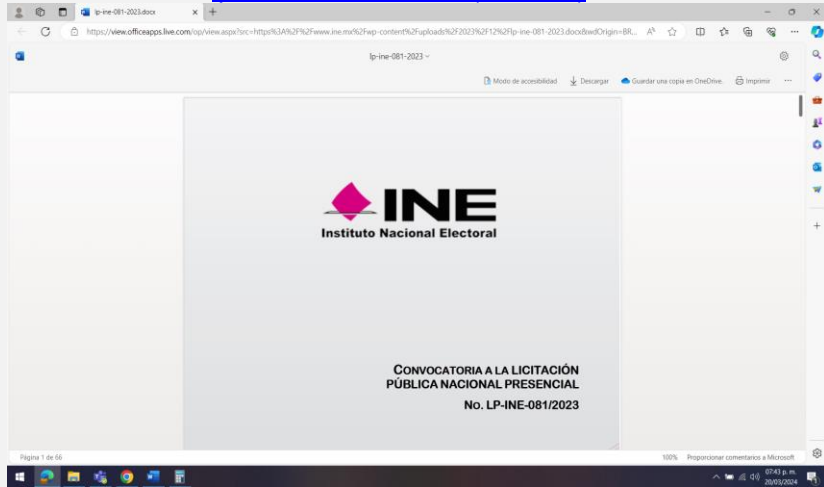 lp-ine-081-2023.docx
https://view.officeapps.live.com/op/view.aspx?src=https%3A%2F%2Fwww.ine.mx%2Fwp-content%2Fuploads%2F2023%2F12%2Flp-ine-081-2023.docx&wdOrigin=BR...
lp-ine-081-2023
Modo de accesibilidad Descargar Guardar una copia en OneDrive Imprimir ...
INE
Instituto Nacional Electoral
CONVOCATORIA A LA LICITACIÓN
PÚBLICA NACIONAL PRESENCIAL
NO. LP-INE-081/2023
Página 1 de 66 100% Proporcionar comentarios a Microsoft
07:43 p. m.
20/03/2024